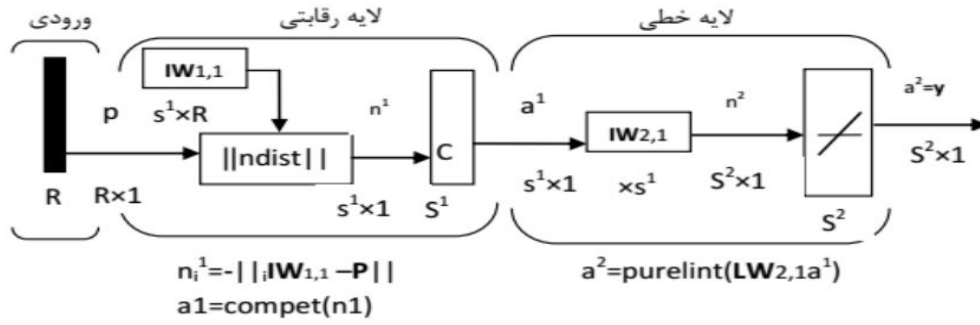 ورودی
لایه رقابتی
لایه خطی
IW1,1
p
s¹×R
n¹
||ndist||
C
R
R×1
s¹×1
S¹
a¹
s¹×1
IW2,1
×s¹
n²
S²×1
S²
a²=y
S²×1
nᵢ¹=-||ᵢIW1,1 –P||
a1=compet(n1)
a²=purelint(LW2,1a¹)